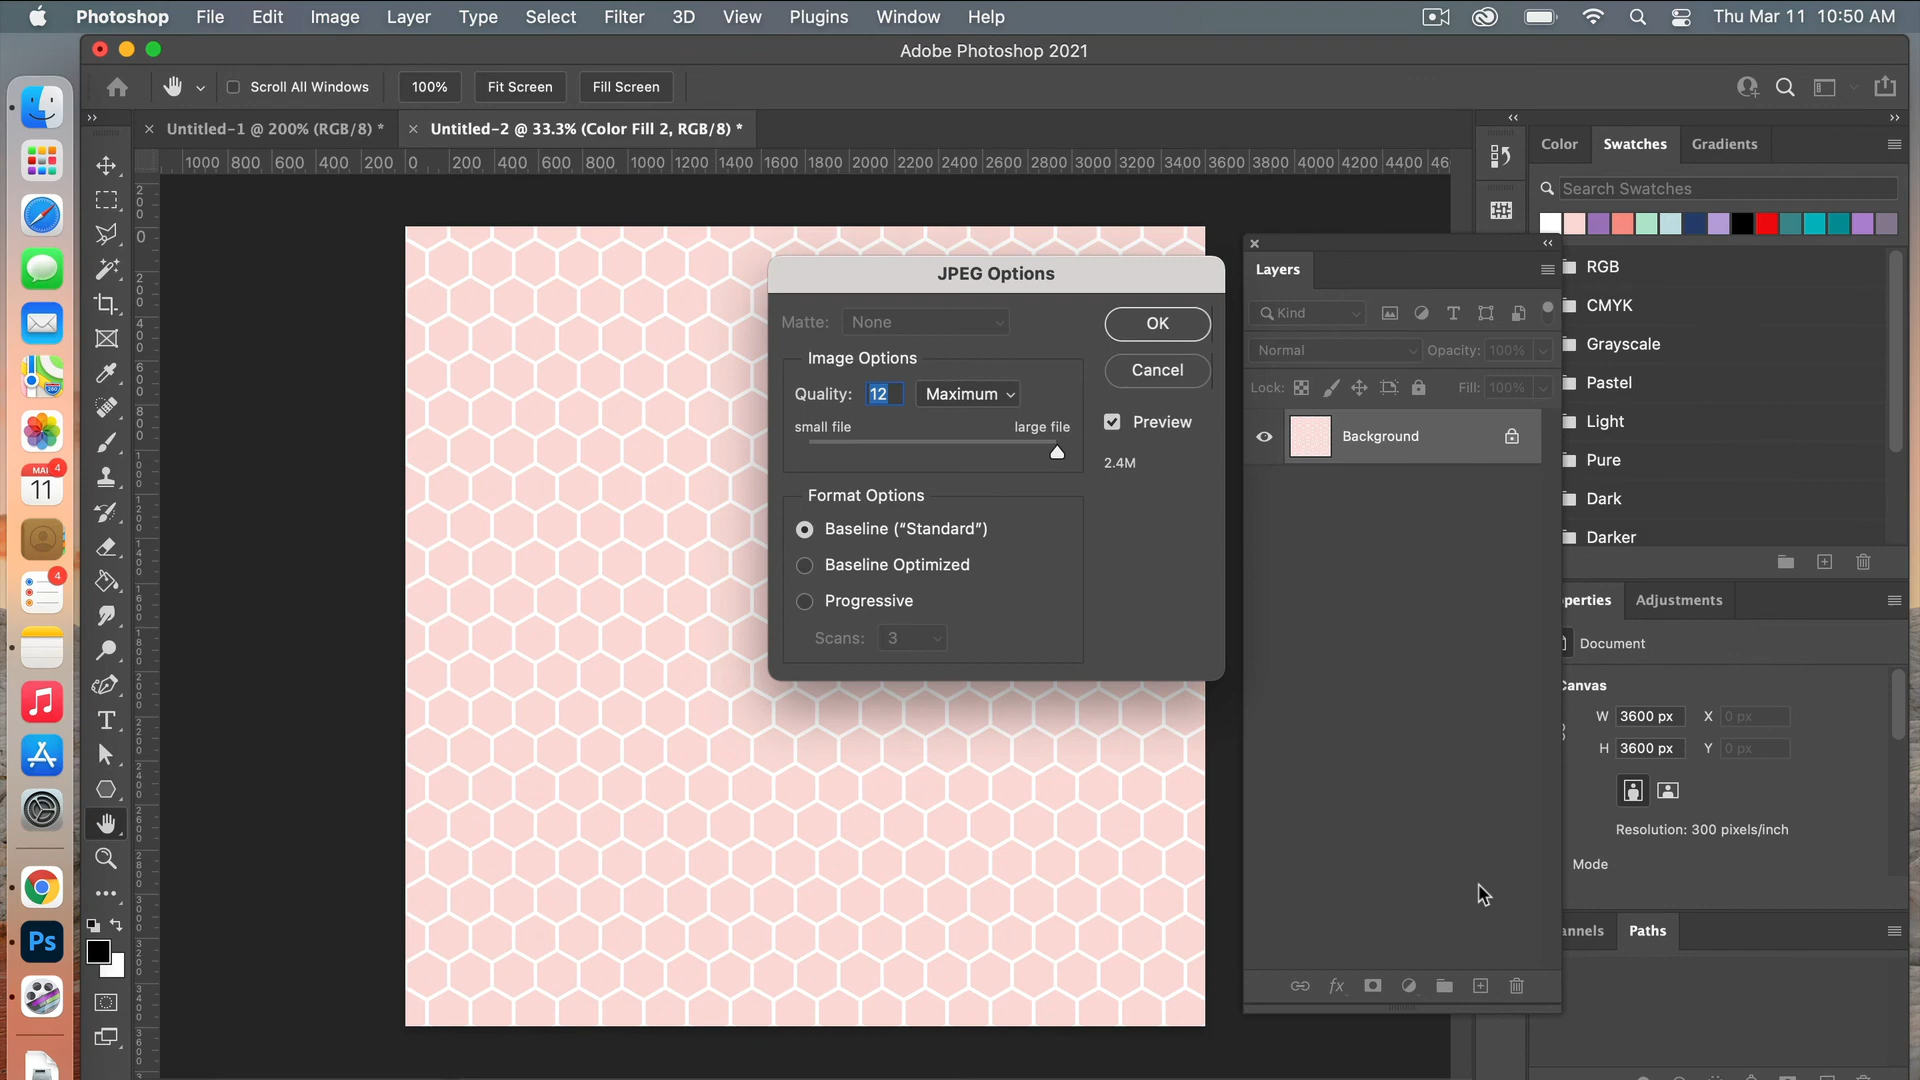 Photoshop File Edit Image Layer Type Select Filter 3D View Plugins Window Help Thu Mar 11 10:50 AM
Adobe Photoshop 2021
Scroll All Windows 100% Fit Screen Fill Screen
Untitled-1 @ 200% (RGB/8) * Untitled-2 @ 33.3% (Color Fill 2, RGB/8) *
1000 800 600 400 200 0 200 400 600 800 1000 1200 1400 1600 1800 2000 2200 2400 2600 2800 3000 3200 3400 3600 3800 4000 4200 4400
Color Swatches Gradients
Search Swatches
RGB
CMYK
Grayscale
Pastel
Light
Pure
Dark
Darker
JPEG Options
Matte: None
OK
Cancel
Image Options
Quality: 12 Maximum
small file large file
Preview
2.4M
Format Options
Baseline (“Standard”)
Baseline Optimized
Progressive
Scans: 3
Layers
Kind
Normal Opacity: 100%
Lock: Fill: 100%
Background
perties Adjustments
Document
Canvas
W 3600 px X 0 px
H 3600 px Y 0 px
Resolution: 300 pixels/inch
Mode
annels Paths
MAR 4
11
4
Ps
fx